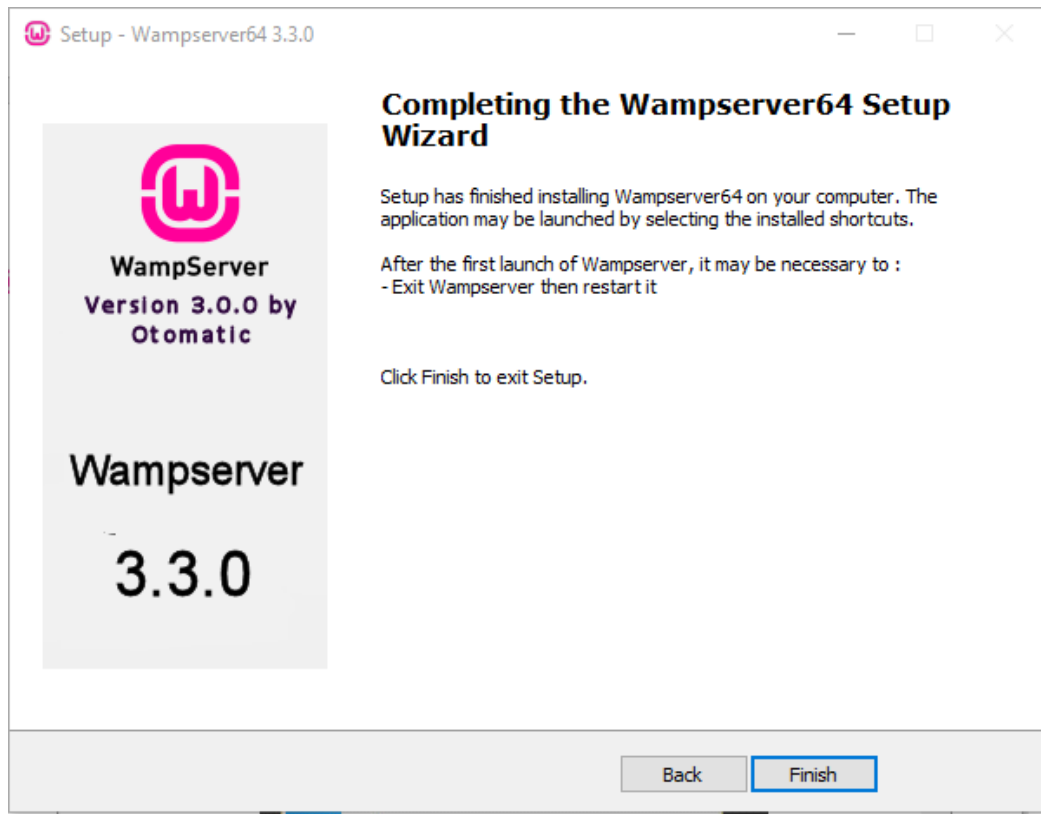 Setup - Wampserver64 3.3.0
WampServer
Version 3.0.0 by
Otomatic
Wampserver
3.3.0
Completing the Wampserver64 Setup
Wizard
Setup has finished installing Wampserver64 on your computer. The
application may be launched by selecting the installed shortcuts.
After the first launch of Wampserver, it may be necessary to :
- Exit Wampserver then restart it
Click Finish to exit Setup.
Back
Finish